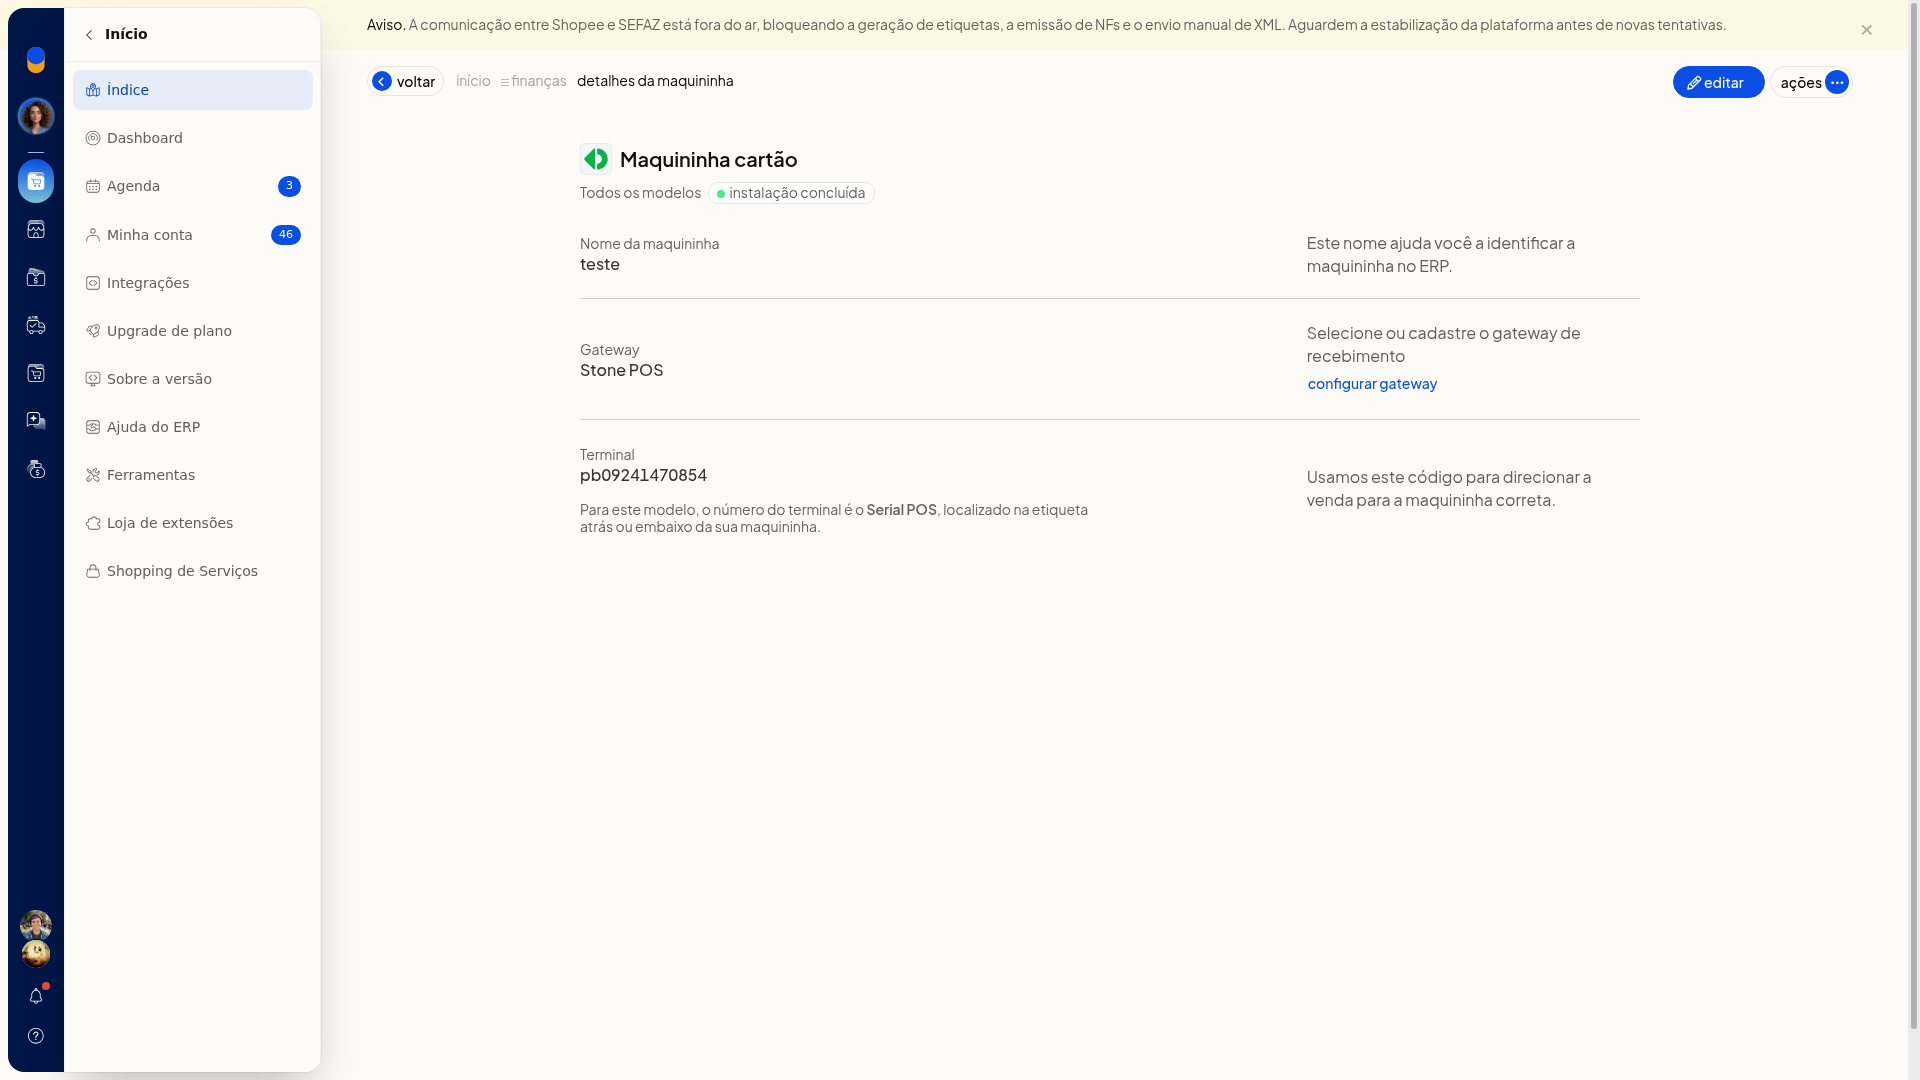 Início
Índice
Dashboard
Agenda
3
Minha conta
46
Integrações
Upgrade de plano
Sobre a versão
Ajuda do ERP
Ferramentas
Loja de extensões
Shopping de Serviços
Aviso. A comunicação entre Shopee e SEFAZ está fora do ar, bloqueando a geração de etiquetas, a emissão de NFs e o envio manual de XML. Aguardem a estabilização da plataforma antes de novas tentativas.
voltar início finanças detalhes da maquininha
editar
ações
Maquininha cartão
Todos os modelos instalação concluída
Nome da maquininha
teste
Este nome ajuda você a identificar a
maquininha no ERP.
Gateway
Stone POS
Selecione ou cadastre o gateway de
recebimento
configurar gateway
Terminal
pb09241470854
Para este modelo, o número do terminal é o Serial POS, localizado na etiqueta
atrás ou embaixo da sua maquininha.
Usamos este código para direcionar a
venda para a maquininha correta.